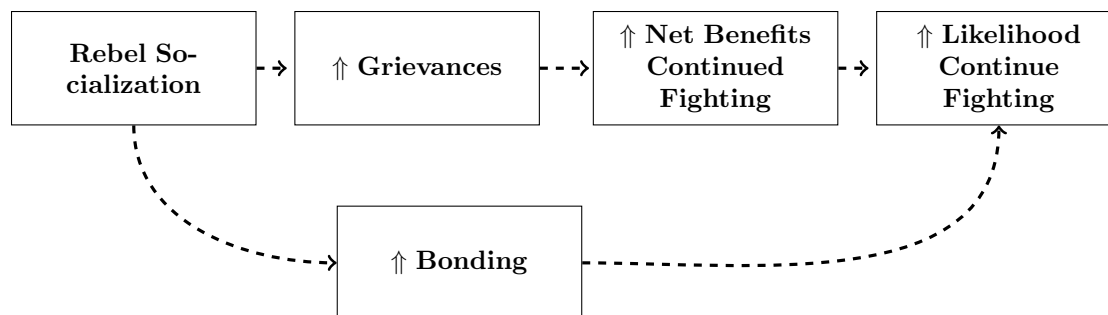 Rebel So-
cialization
⇑ Grievances
⇑ Net Benefits
Continued
Fighting
⇑ Likelihood
Continue
Fighting
⇑ Bonding